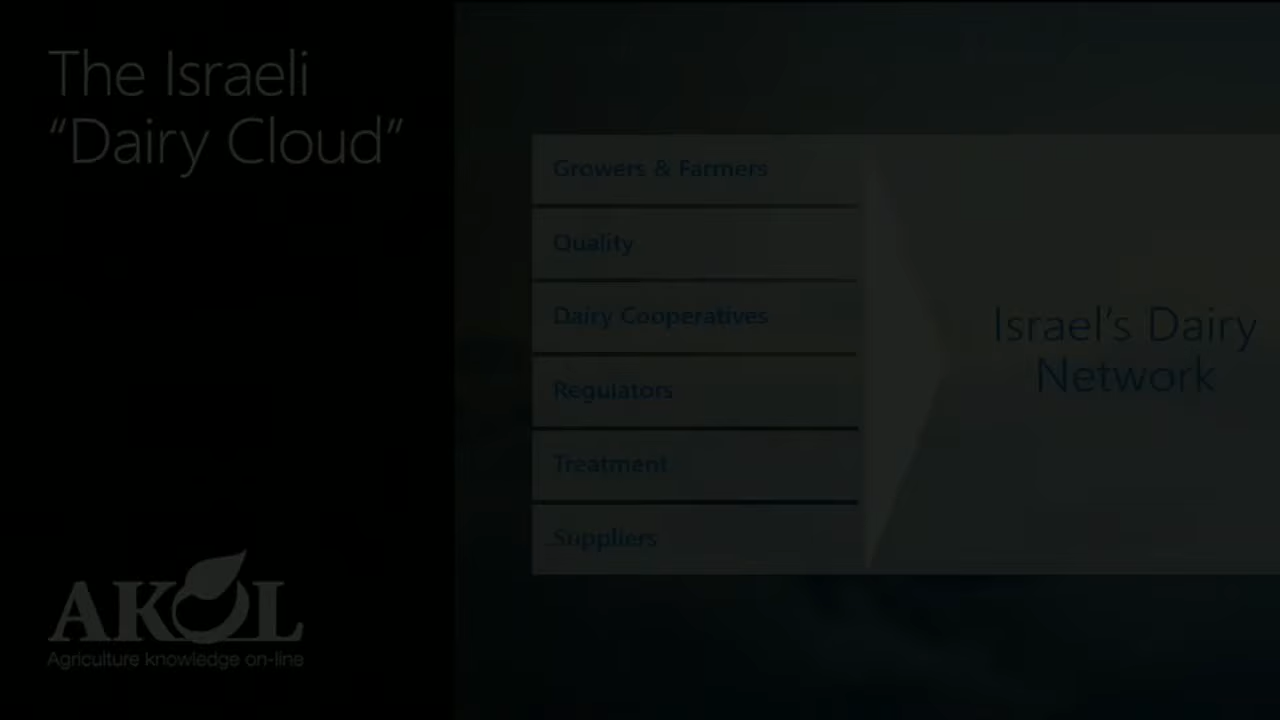 The Israeli
“Dairy Cloud”
Growers & Farmers
Quality
Dairy Cooperatives
Regulators
Treatment
Suppliers
Israel’s Dairy
Network
AKOL
Agriculture knowledge on-line